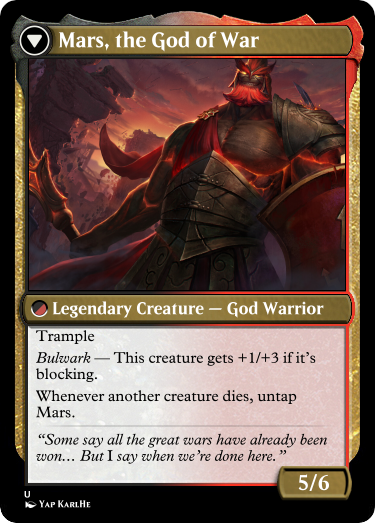 Mars, the God of War
Legendary Creature — God Warrior
Trample
Bulwark — This creature gets +1/+3 if it's
blocking.
Whenever another creature dies, untap
Mars.
“Some say all the great wars have already been
won… But I say when we're done here.”
5/6
U
Yap KarlHe